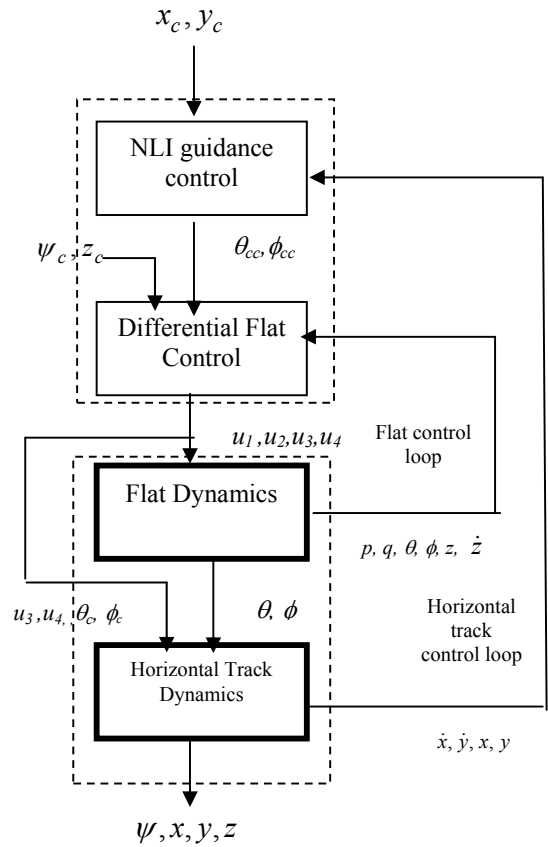 x_c, y_c
NLI guidance
control
ψ_c, z_c
θ_cc, ϕ_cc
Differential Flat
Control
u_1, u_2, u_3, u_4
Flat control
loop
Flat Dynamics
p, q, θ, ϕ, z, ż
u_3, u_4, , θ_c, ϕ_c
θ, ϕ
Horizontal
track
control loop
Horizontal Track
Dynamics
ẋ, ẏ, x, y
ψ, x, y, z